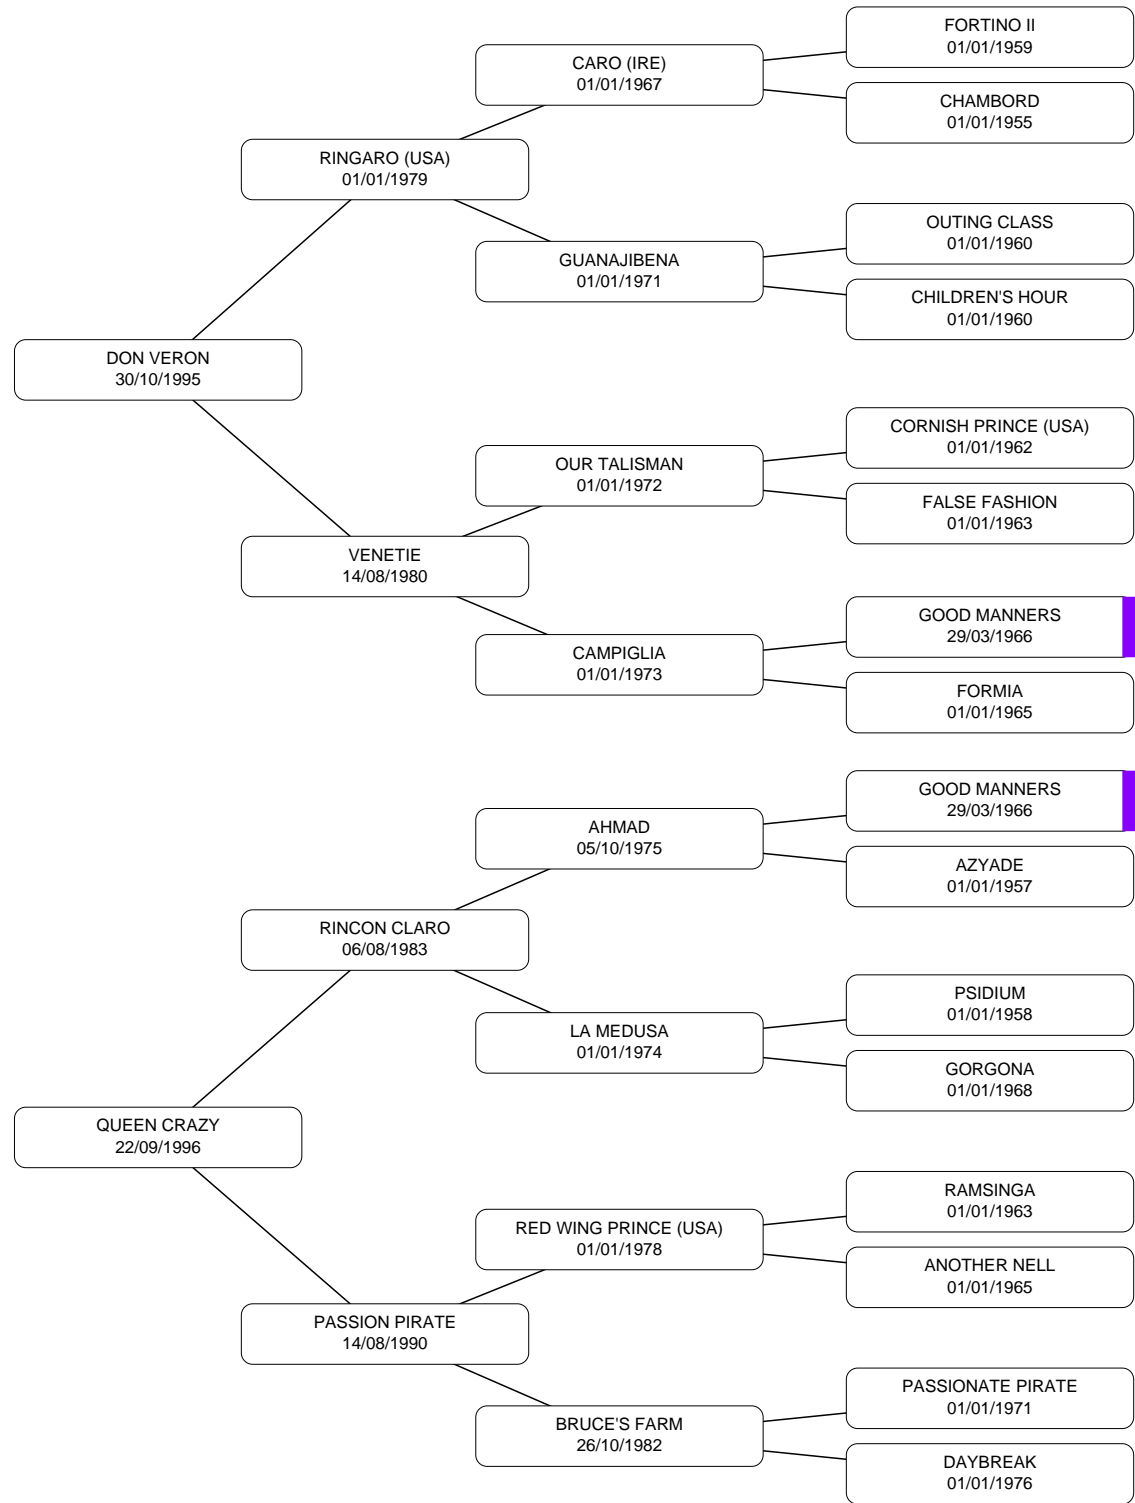 FORTINO II
01/01/1959
CARO (IRE)
01/01/1967
CHAMBORD
01/01/1955
RINGARO (USA)
01/01/1979
OUTING CLASS
01/01/1960
GUANAJIBENA
01/01/1971
CHILDREN'S HOUR
01/01/1960
DON VERON
30/10/1995
CORNISH PRINCE (USA)
01/01/1962
OUR TALISMAN
01/01/1972
FALSE FASHION
01/01/1963
VENETIE
14/08/1980
GOOD MANNERS
29/03/1966
CAMPIGLIA
01/01/1973
FORMIA
01/01/1965
GOOD MANNERS
29/03/1966
AHMAD
05/10/1975
AZYADE
01/01/1957
RINCON CLARO
06/08/1983
PSIDIUM
01/01/1958
LA MEDUSA
01/01/1974
GORGONA
01/01/1968
QUEEN CRAZY
22/09/1996
RAMSINGA
01/01/1963
RED WING PRINCE (USA)
01/01/1978
ANOTHER NELL
01/01/1965
PASSION PIRATE
14/08/1990
PASSIONATE PIRATE
01/01/1971
BRUCE'S FARM
26/10/1982
DAYBREAK
01/01/1976